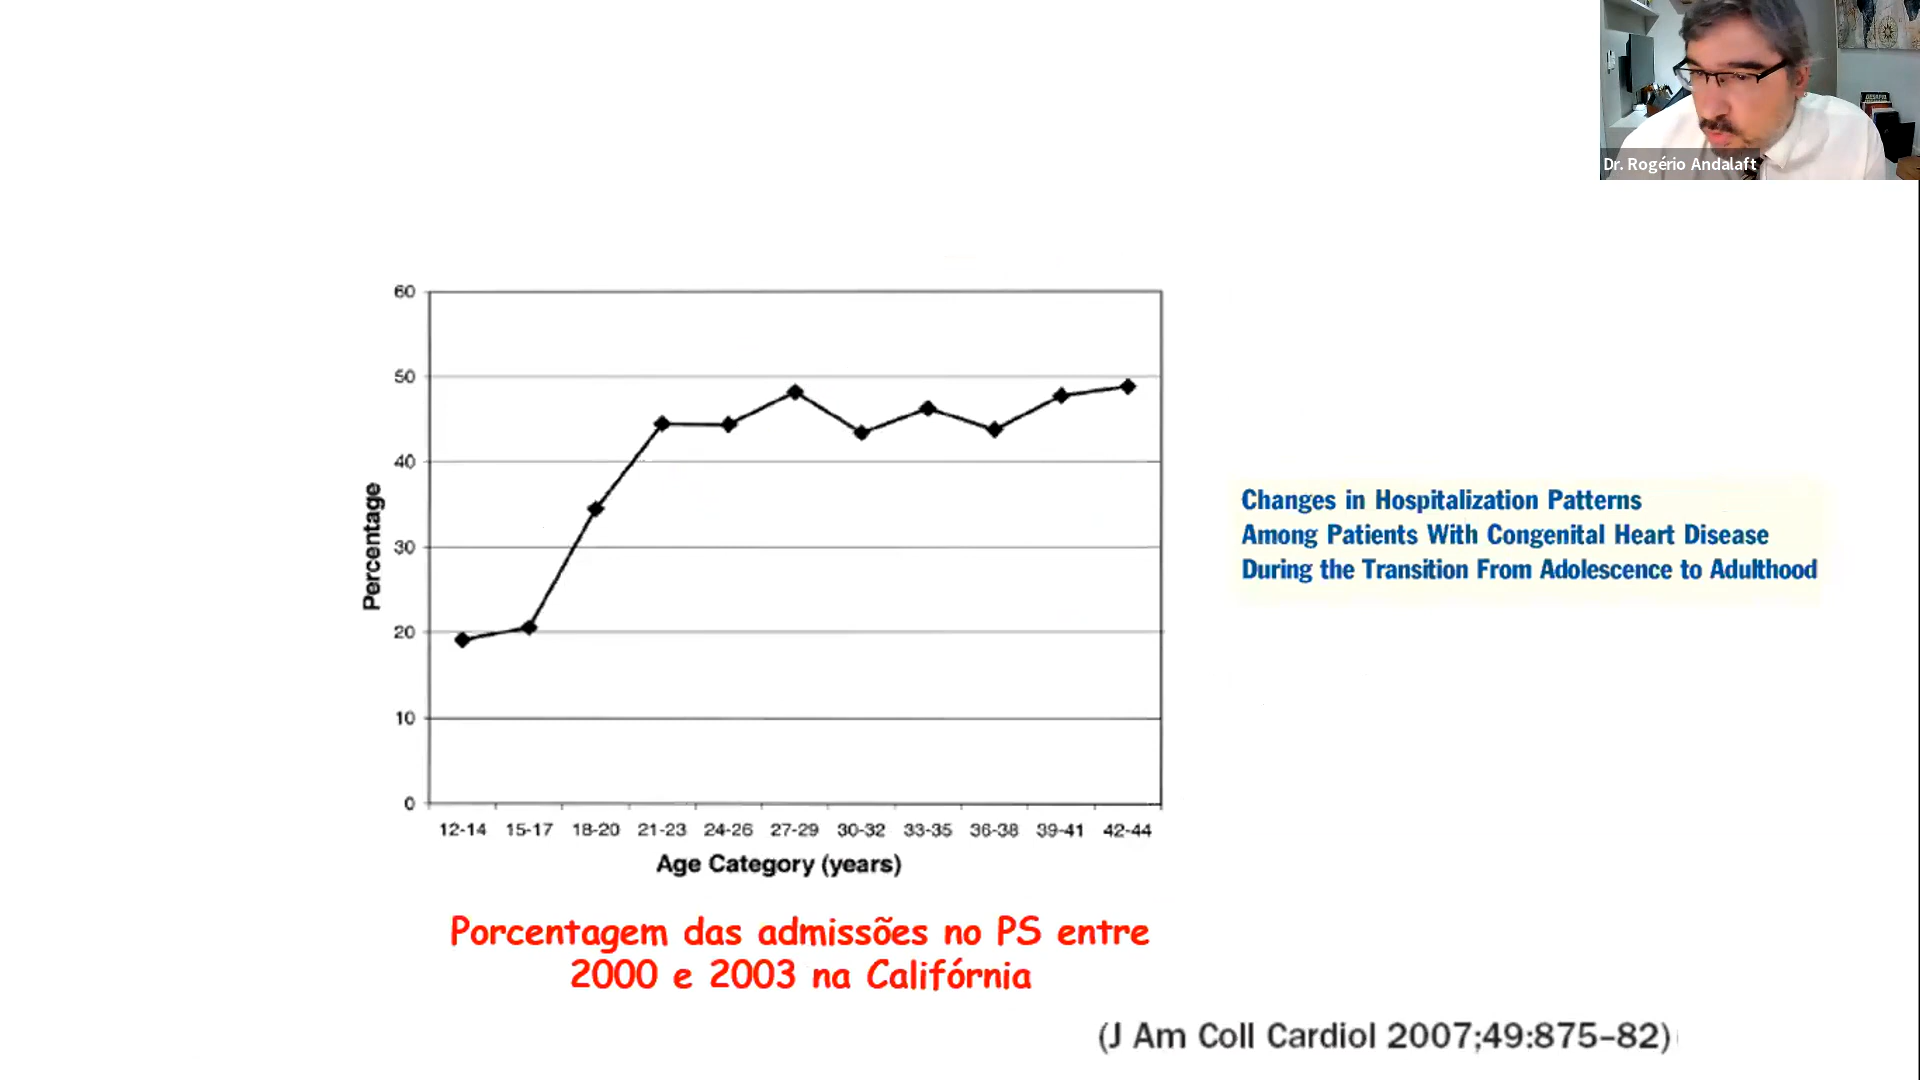 DESAFIO
Dr. Rogério Andalaft
60
50
40
30
20
10
0
Percentage
12-14 15-17 18-20 21-23 24-26 27-29 30-32 33-35 36-38 39-41 42-44
Age Category (years)
Changes in Hospitalization Patterns
Among Patients With Congenital Heart Disease
During the Transition From Adolescence to Adulthood
Porcentagem das admissões no PS entre
2000 e 2003 na Califórnia
(J Am Coll Cardiol 2007;49:875–82)